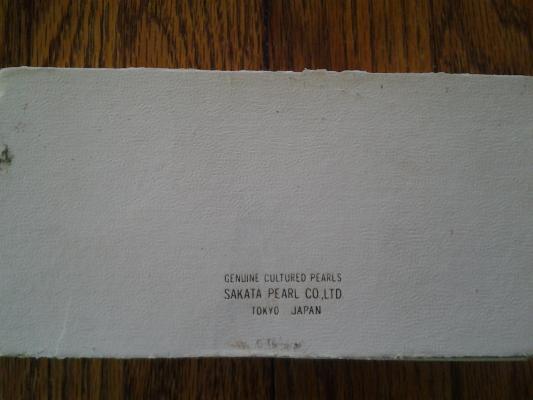 GENUINE CULTURED PEARLS
SAKATA PEARL CO.,LTD
TOKYO JAPAN